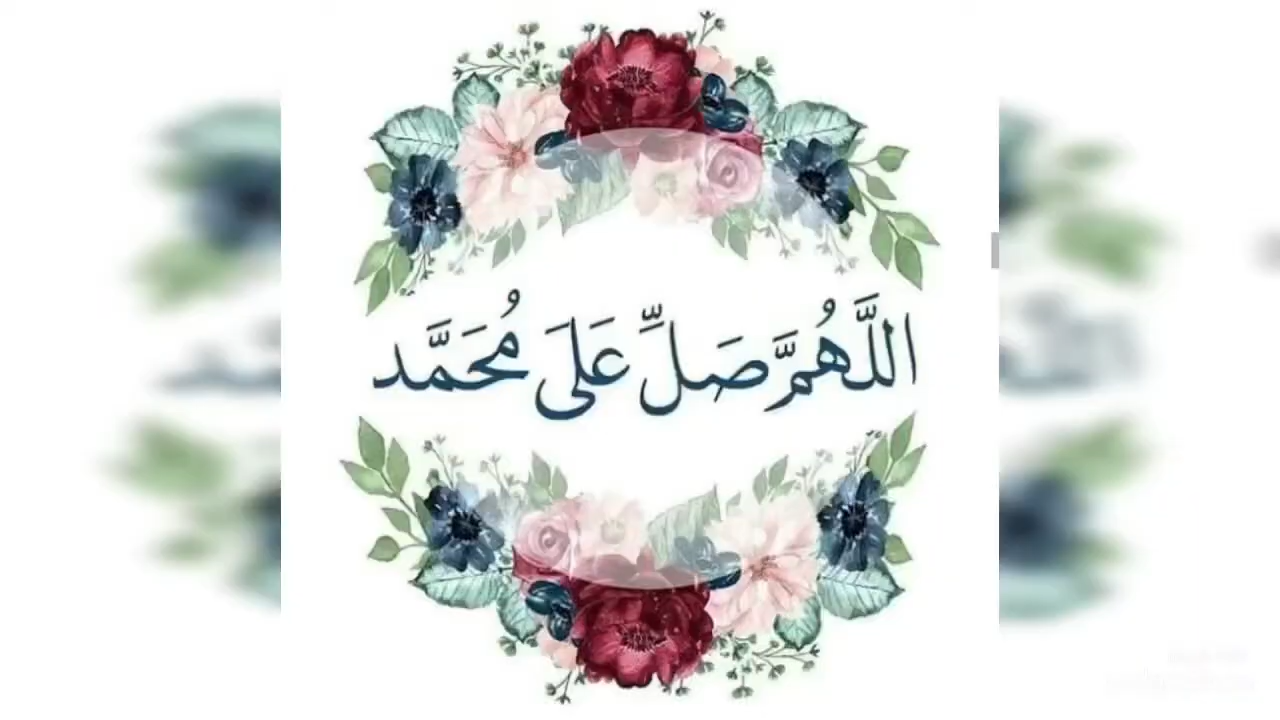 اللَّهُمَّ صَلِّ عَلَى مُحَمَّد